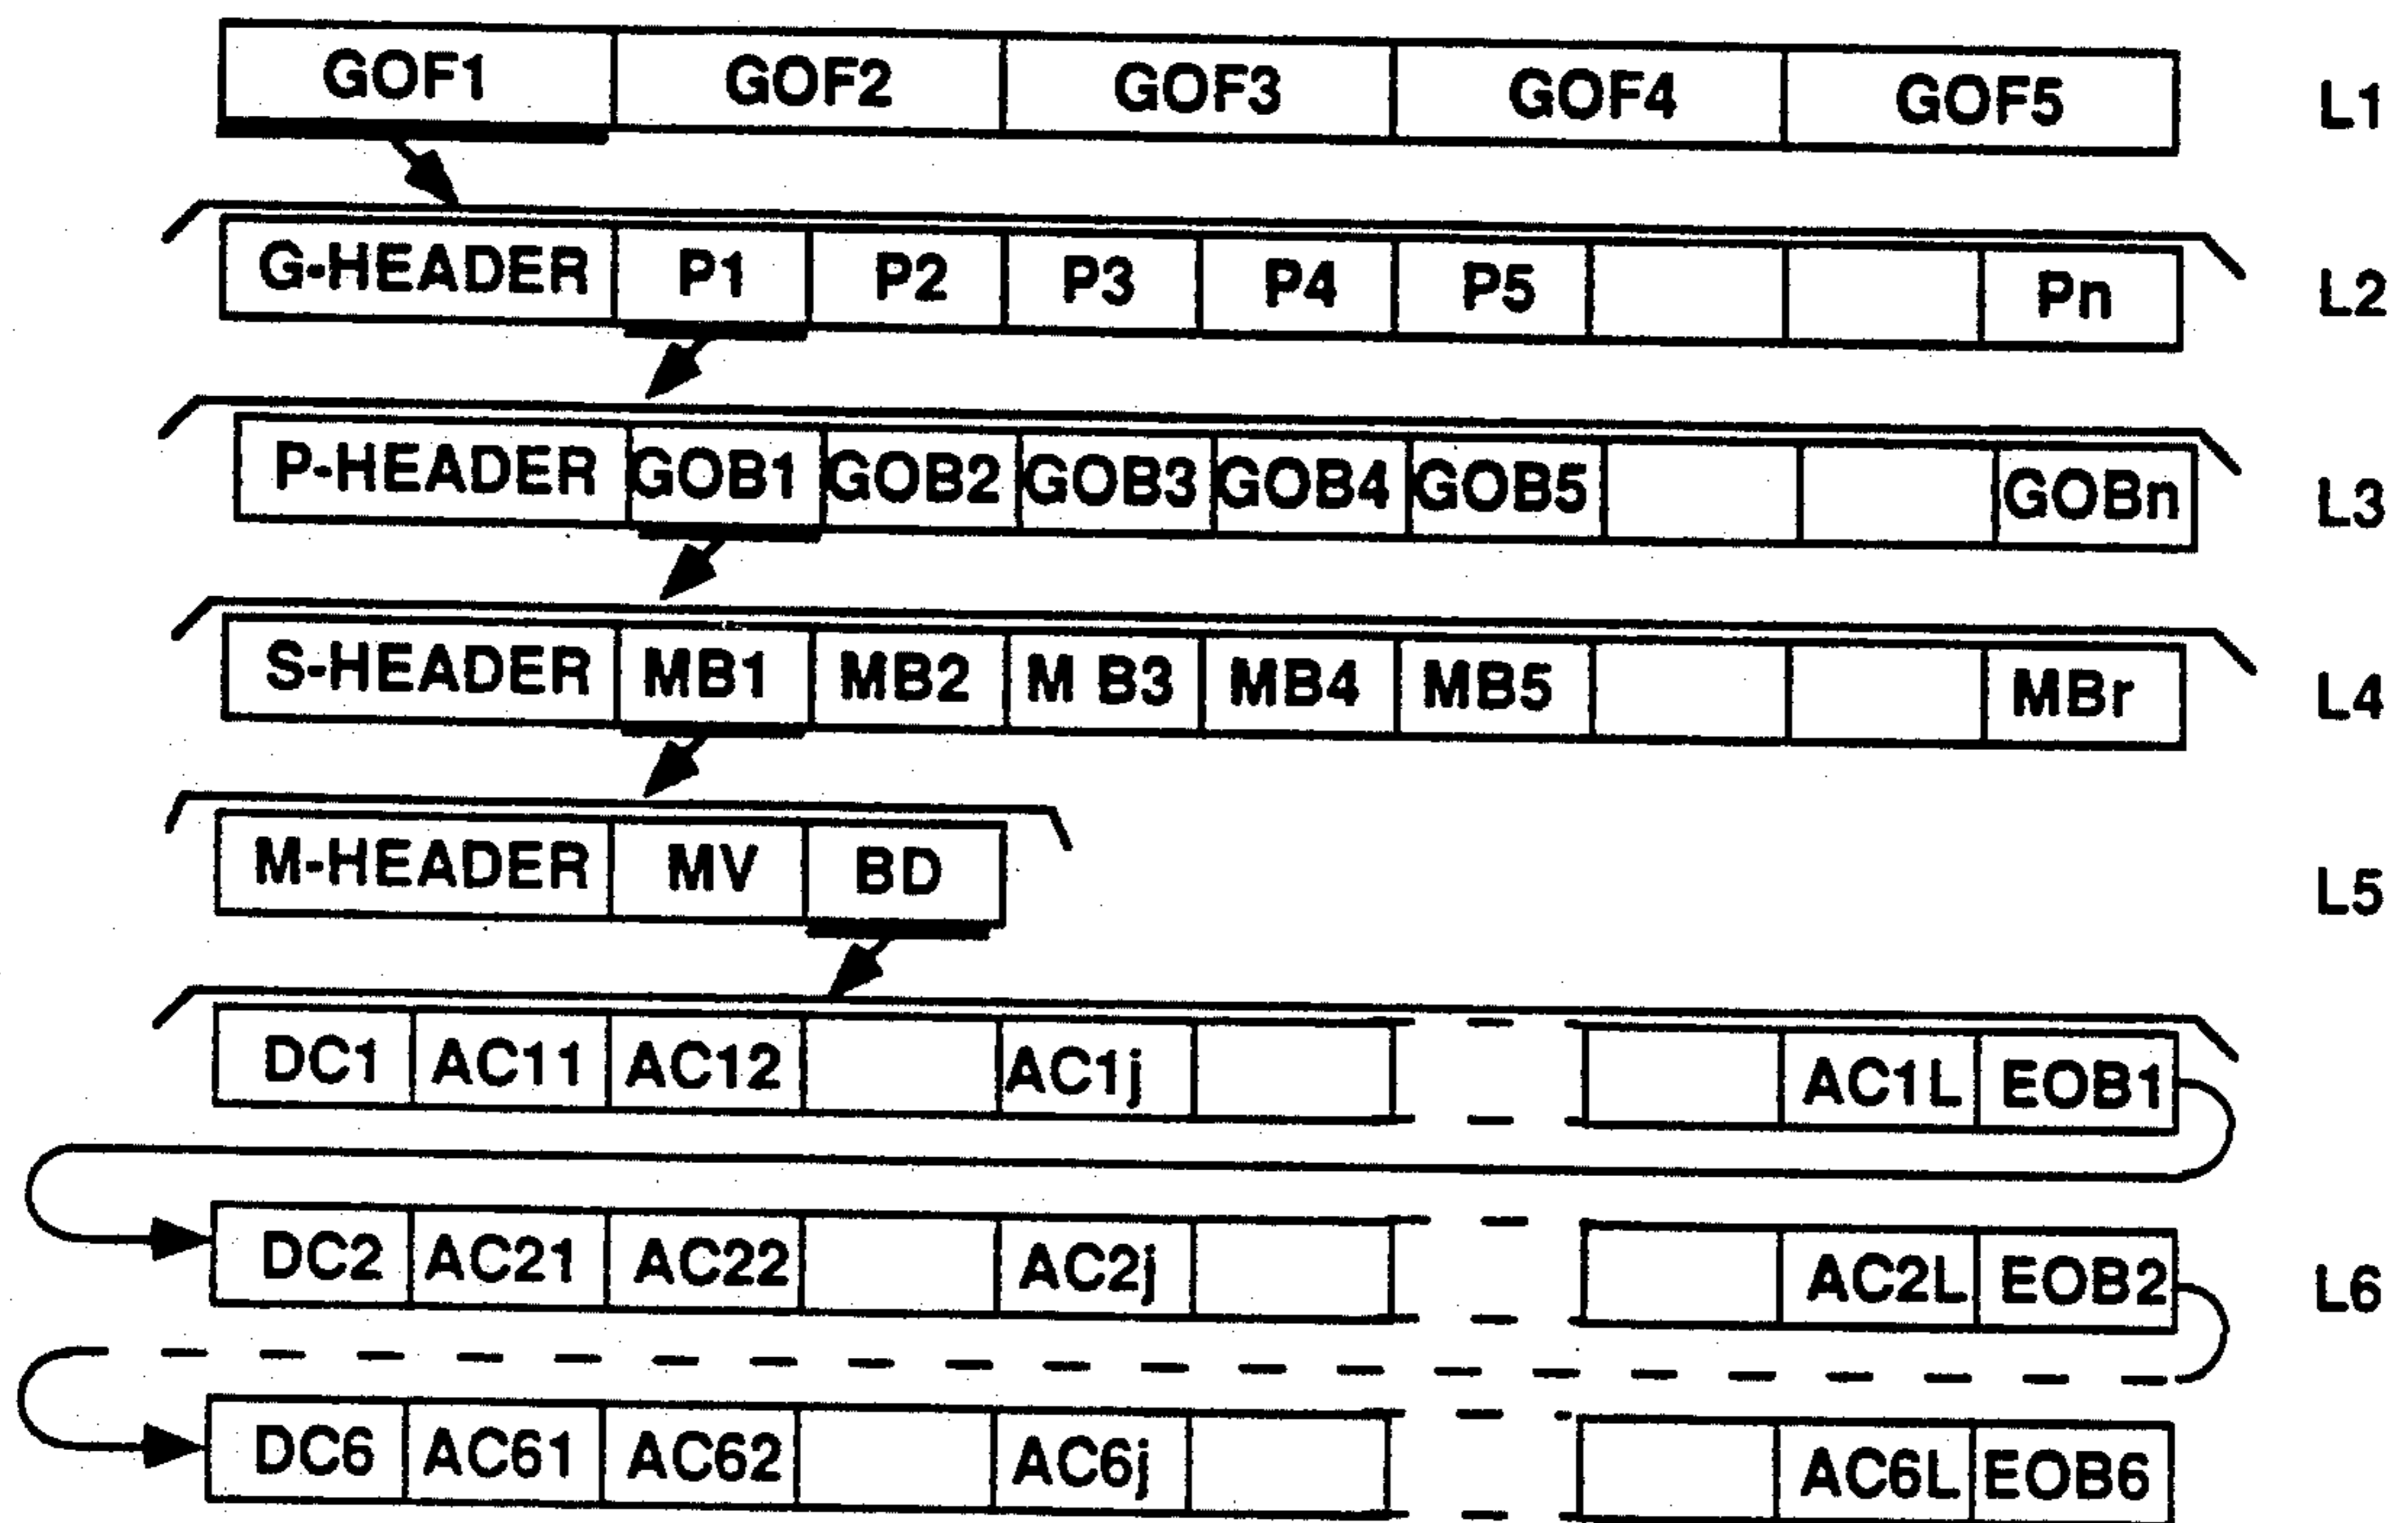 GOF1 GOF2 GOF3 GOF4 GOF5 L1
G-HEADER P1 P2 P3 P4 P5 Pn L2
P-HEADER GOB1 GOB2 GOB3 GOB4 GOB5 GOBn L3
S-HEADER MB1 MB2 M B3 MB4 MB5 MBr L4
M-HEADER MV BD L5
DC1 AC11 AC12 AC1j AC1L EOB1
DC2 AC21 AC22 AC2j AC2L EOB2 L6
DC6 AC61 AC62 AC6j AC6L EOB6